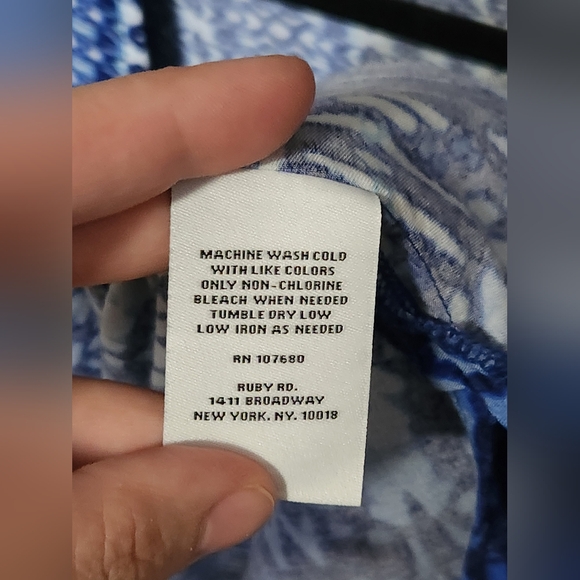 MACHINE WASH COLD
WITH LIKE COLORS
ONLY NON-CHLORINE
BLEACH WHEN NEEDED
TUMBLE DRY LOW
LOW IRON AS NEEDED
RN 107680
RUBY RD.
1411 BROADWAY
NEW YORK, NY. 10018